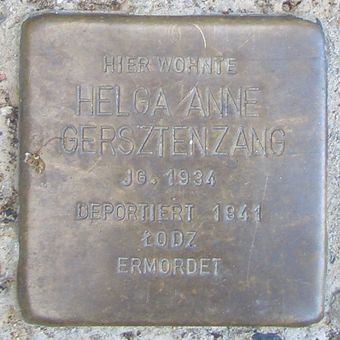 HIER WOHNTE
HELGA ANNE
GERSZTENZANG
JG. 1934
DEPORTIERT 1941
ŁODZ
ERMORDET